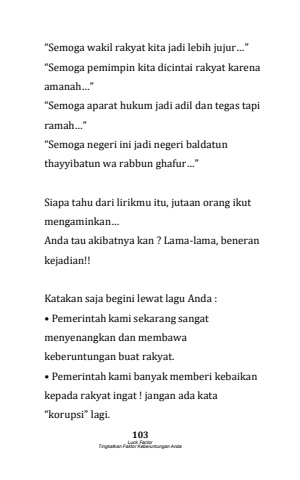 “Semoga wakil rakyat kita jadi lebih jujur…”
“Semoga pemimpin kita dicintai rakyat karena
amanah…”
“Semoga aparat hukum jadi adil dan tegas tapi
ramah…”
“Semoga negeri ini jadi negeri baldatun
thayyibatun wa rabbun ghafur…”
Siapa tahu dari lirikmu itu, jutaan orang ikut
mengaminkan…
Anda tau akibatnya kan ? Lama-lama, beneran
kejadian!!
Katakan saja begini lewat lagu Anda :
• Pemerintah kami sekarang sangat
menyenangkan dan membawa
keberuntungan buat rakyat.
• Pemerintah kami banyak memberi kebaikan
kepada rakyat ingat ! jangan ada kata
“korupsi” lagi.
103
Luck Factor
Tingkatkan Faktor Keberuntungan Anda